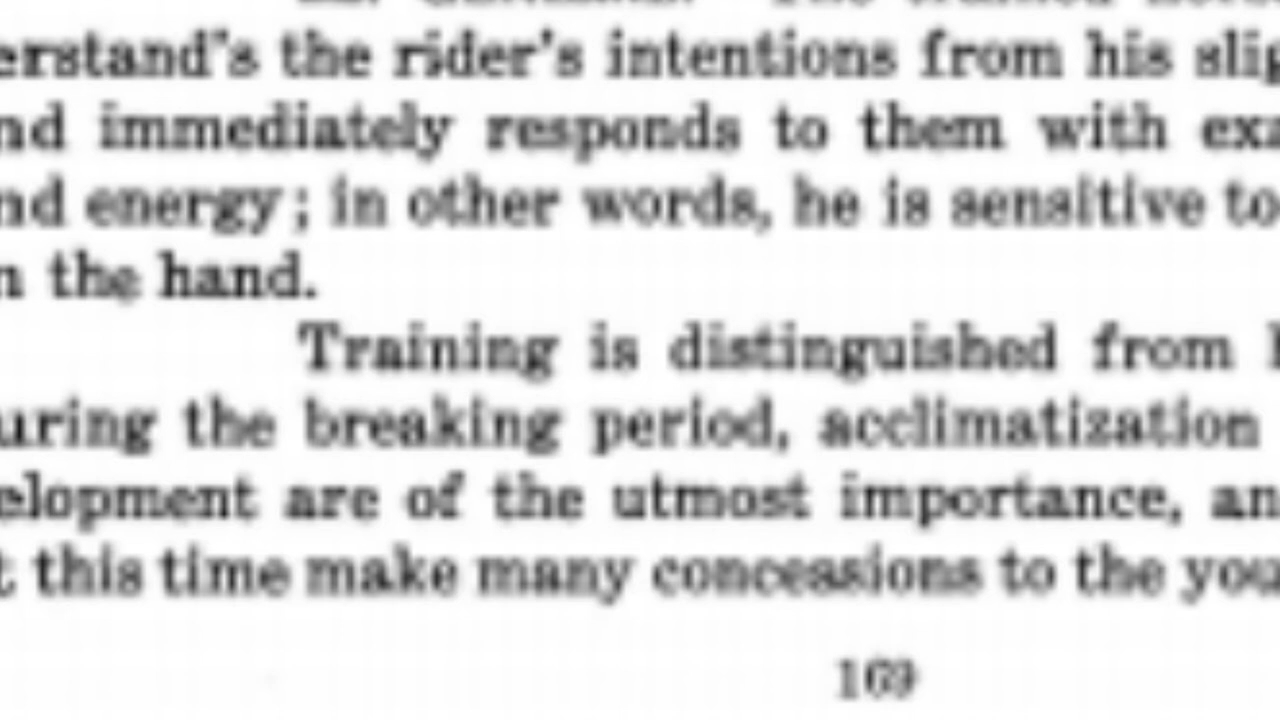 erstand's the rider's intentions from his slig
nd immediately responds to them with exa
nd energy; in other words, he is sensitive to
n the hand.
Training is distinguished from
uring the breaking period, acclimatization
elopment are of the utmost importance, an
t this time make many concessions to the you
169